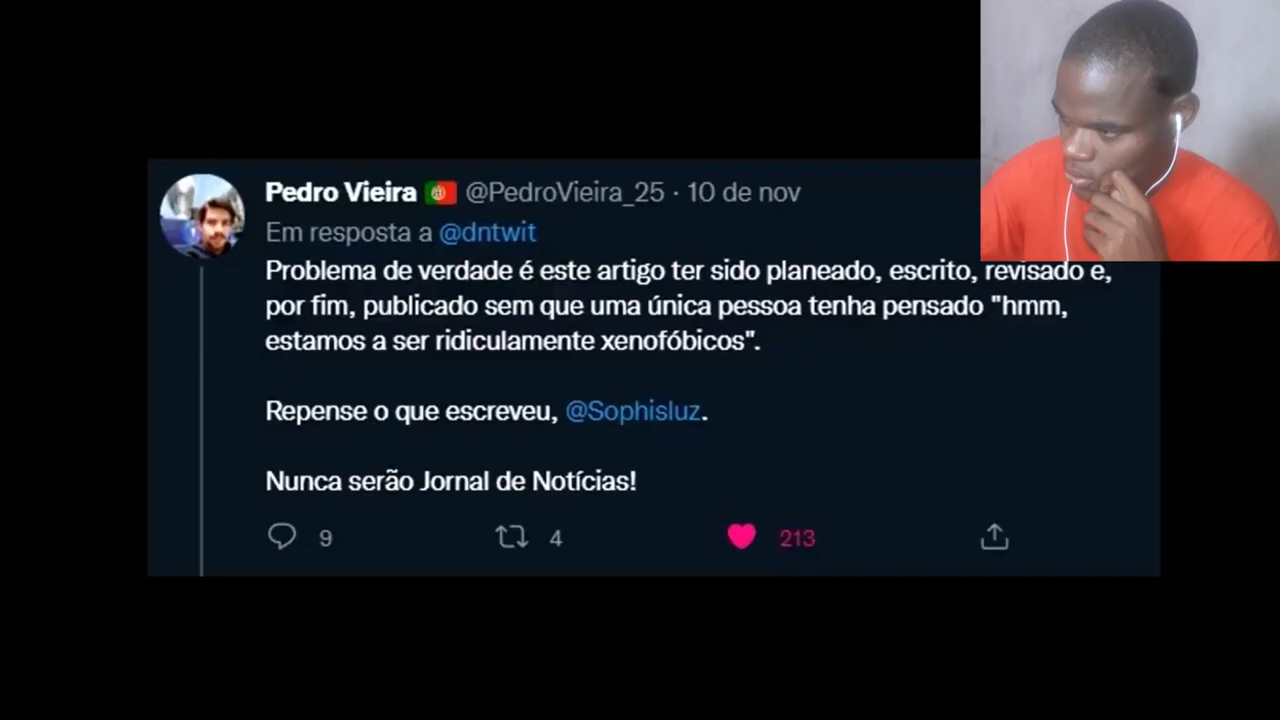 Pedro Vieira @PedroVieira_25 · 10 de nov
Em resposta a @dntwit
Problema de verdade é este artigo ter sido planeado, escrito, revisado e,
por fim, publicado sem que uma única pessoa tenha pensado "hmm,
estamos a ser ridiculamente xenofóbicos".
Repense o que escreveu, @Sophisluz.
Nunca serão Jornal de Notícias!
9 4 213